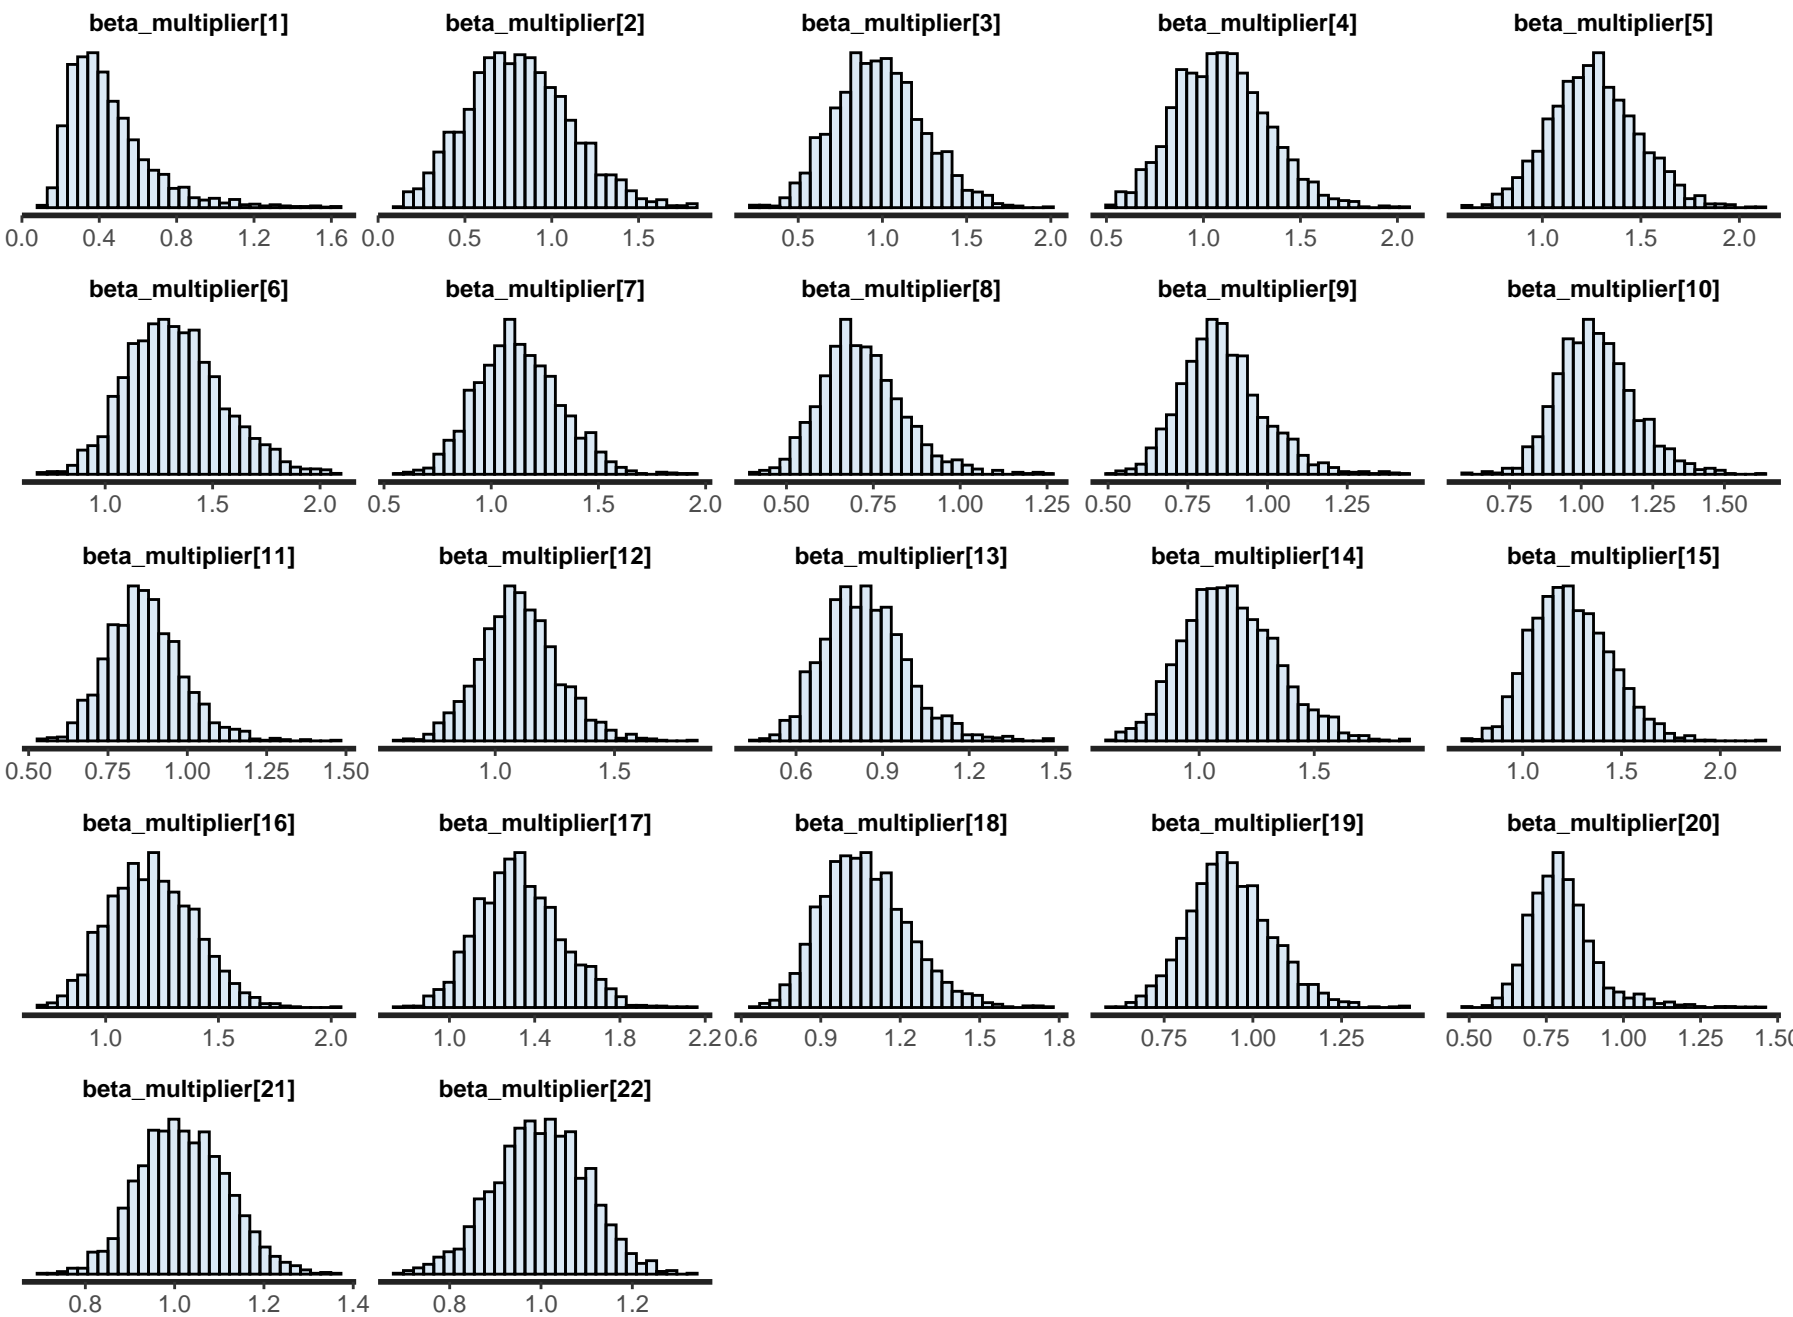 beta_multiplier[1] beta_multiplier[2] beta_multiplier[3] beta_multiplier[4] beta_multiplier[5]
0.0 0.4 0.8 1.2 1.6 0.0 0.5 1.0 1.5 0.5 1.0 1.5 2.0 0.5 1.0 1.5 2.0 1.0 1.5 2.0
beta_multiplier[6] beta_multiplier[7] beta_multiplier[8] beta_multiplier[9] beta_multiplier[10]
1.0 1.5 2.0 0.5 1.0 1.5 2.0 0.50 0.75 1.00 1.25 0.50 0.75 1.00 1.25 0.75 1.00 1.25 1.50
beta_multiplier[11] beta_multiplier[12] beta_multiplier[13] beta_multiplier[14] beta_multiplier[15]
0.50 0.75 1.00 1.25 1.50 1.0 1.5 0.6 0.9 1.2 1.5 1.0 1.5 1.0 1.5 2.0
beta_multiplier[16] beta_multiplier[17] beta_multiplier[18] beta_multiplier[19] beta_multiplier[20]
1.0 1.5 2.0 1.0 1.4 1.8 2.2 0.6 0.9 1.2 1.5 1.8 0.75 1.00 1.25 0.50 0.75 1.00 1.25 1.50
beta_multiplier[21] beta_multiplier[22]
0.8 1.0 1.2 1.4 0.8 1.0 1.2